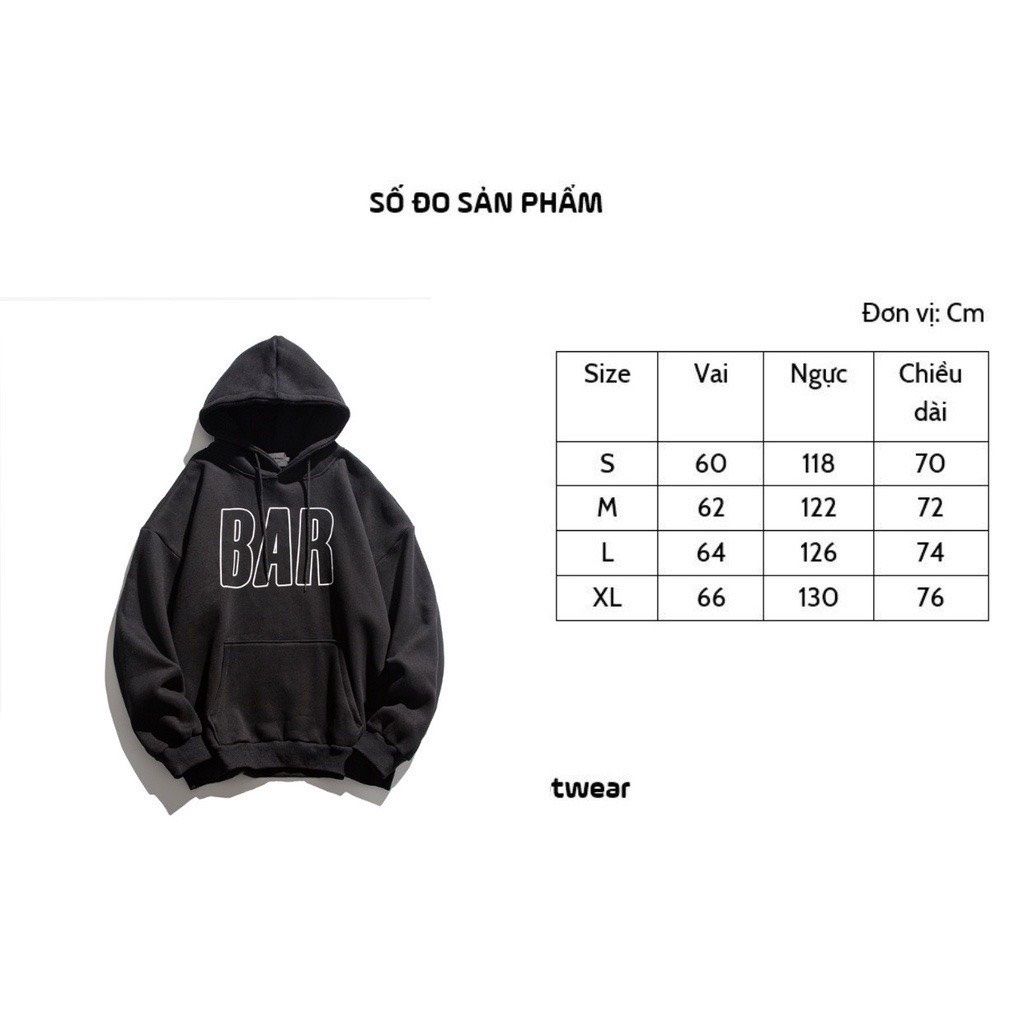 SỐ ĐO SẢN PHẨM
Đơn vị: Cm
Size Vai Ngực Chiều dài
S 60 118 70
M 62 122 72
L 64 126 74
XL 66 130 76
BAR
twear